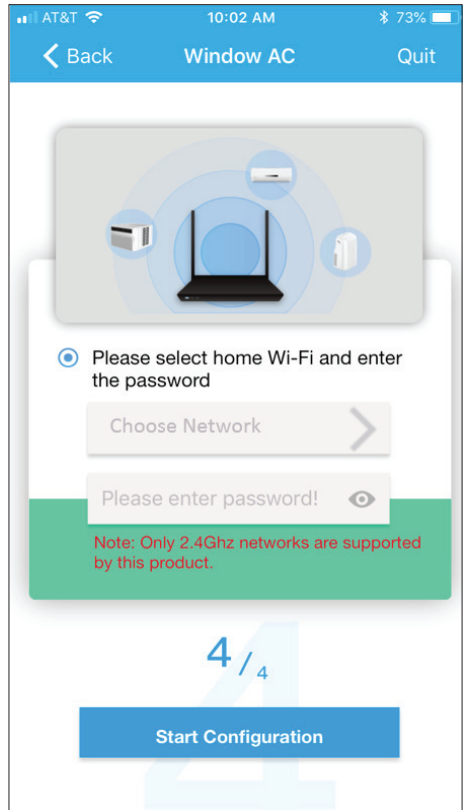 AT&T 10:02 AM 73%
Back Window AC Quit
Please select home Wi-Fi and enter
the password
Choose Network
Please enter password!
Note: Only 2.4Ghz networks are supported
by this product.
4/4
Start Configuration